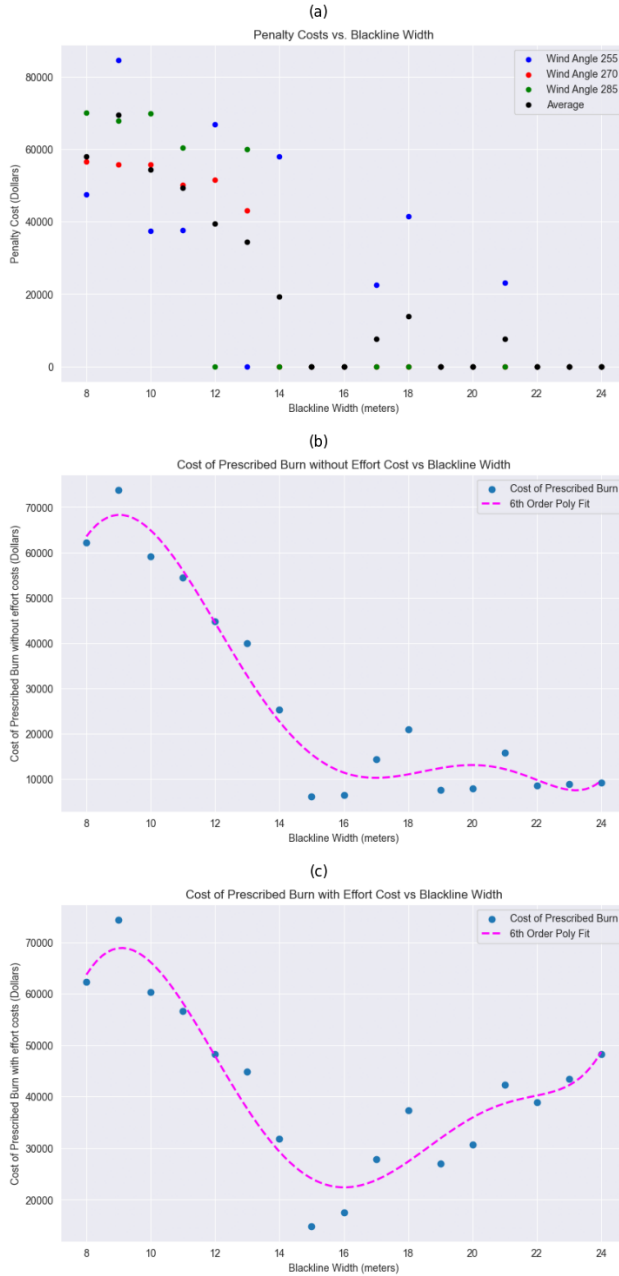 (a)
Penalty Costs vs. Blackline Width
Wind Angle 255
Wind Angle 270
Wind Angle 285
Average
Penalty Cost (Dollars)
80000
60000
40000
20000
0
8 10 12 14 16 18 20 22 24
Blackline Width (meters)
(b)
Cost of Prescribed Burn without Effort Cost vs Blackline Width
Cost of Prescribed Burn
6th Order Poly Fit
Cost of Prescribed Burn without effort costs (Dollars)
70000
60000
50000
40000
30000
20000
10000
8 10 12 14 16 18 20 22 24
Blackline Width (meters)
(c)
Cost of Prescribed Burn with Effort Cost vs Blackline Width
Cost of Prescribed Burn
6th Order Poly Fit
Cost of Prescribed Burn with effort costs (Dollars)
70000
60000
50000
40000
30000
20000
8 10 12 14 16 18 20 22 24
Blackline Width (meters)